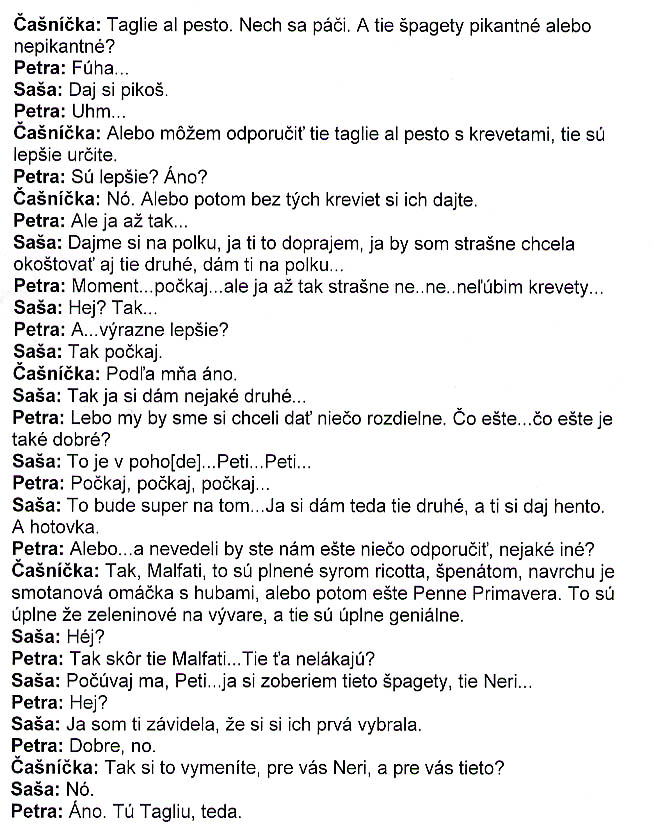 Čašníčka: Taglie al pesto. Nech sa páči. A tie špagety pikantné alebo
nepikantné?
Petra: Fúha...
Saša: Daj si pikoš.
Petra: Uhm...
Čašníčka: Alebo môžem odporučiť tie taglie al pesto s krevetami, tie sú
lepšie určite.
Petra: Sú lepšie? Áno?
Čašníčka: Nó. Alebo potom bez tých kreviet si ich dajte.
Petra: Ale ja až tak...
Saša: Dajme si na polku, ja ti to doprajem, ja by som strašne chcela
okoštovať aj tie druhé, dám ti na polku...
Petra: Moment...počkaj...ale ja až tak strašne ne..ne..neľúbim krevety...
Saša: Hej? Tak...
Petra: A...výrazne lepšie?
Saša: Tak počkaj.
Čašníčka: Podľa mňa áno.
Saša: Tak ja si dám nejaké druhé...
Petra: Lebo my by sme si chceli dať niečo rozdielne. Čo ešte...čo ešte je
také dobré?
Saša: To je v poho[de]...Peti...Peti...
Petra: Počkaj, počkaj, počkaj...
Saša: To bude super na tom...Ja si dám teda tie druhé, a ti si daj hento.
A hotovka.
Petra: Alebo...a nevedeli by ste nám ešte niečo odporučiť, nejaké iné?
Čašníčka: Tak, Malfati, to sú plnené syrom ricotta, špenátom, navrchu je
smotanová omáčka s hubami, alebo potom ešte Penne Primavera. To sú
úplne že zeleninové na vývare, a tie sú úplne geniálne.
Saša: Héj?
Petra: Tak skôr tie Malfati...Tie ťa nelákajú?
Saša: Počúvaj ma, Peti...ja si zoberiem tieto špagety, tie Neri...
Petra: Hej?
Saša: Ja som ti závidela, že si si ich prvá vybrala.
Petra: Dobre, no.
Čašníčka: Tak si to vymeníte, pre vás Neri, a pre vás tieto?
Saša: Nó.
Petra: Áno. Tú Tagliu, teda.